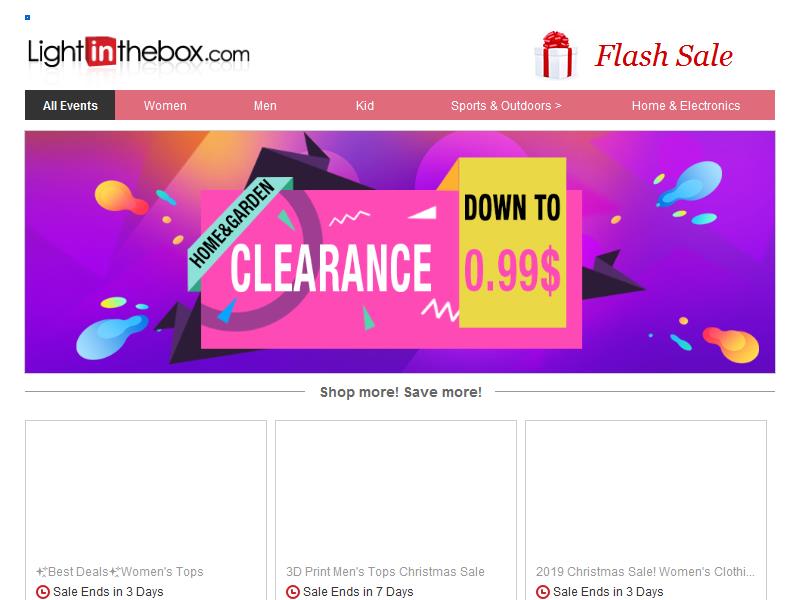 Lightinthebox.com
Flash Sale
All Events Women Men Kid Sports & Outdoors > Home & Electronics
HOME&GARDEN
CLEARANCE
DOWN TO
0.99$
Shop more! Save more!
✨Best Deals✨Women's Tops
Sale Ends in 3 Days
3D Print Men's Tops Christmas Sale
Sale Ends in 7 Days
2019 Christmas Sale! Women's Clothi...
Sale Ends in 3 Days